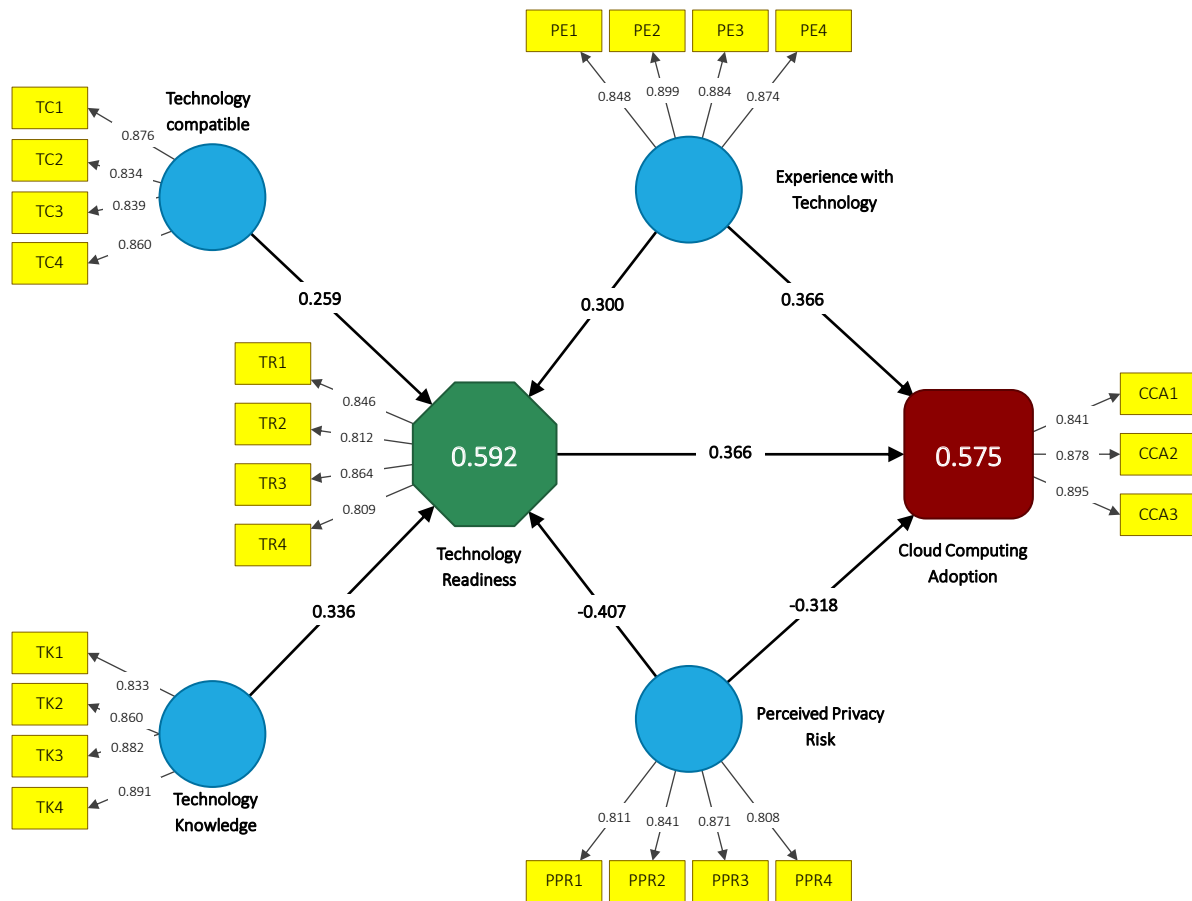 PE1
PE2
PE3
PE4
0.848
0.899
0.884
0.874
Technology
compatible
TC1
TC2
TC3
TC4
0.876
0.834
0.839
0.860
Experience with
Technology
0.259
0.300
0.366
TR1
TR2
TR3
TR4
0.846
0.812
0.864
0.809
0.592
Technology
Readiness
0.366
0.575
Cloud Computing
Adoption
0.841
0.878
0.895
CCA1
CCA2
CCA3
0.336
-0.407
-0.318
TK1
TK2
TK3
TK4
0.833
0.860
0.882
0.891
Technology
Knowledge
Perceived Privacy
Risk
0.811
0.841
0.871
0.808
PPR1
PPR2
PPR3
PPR4